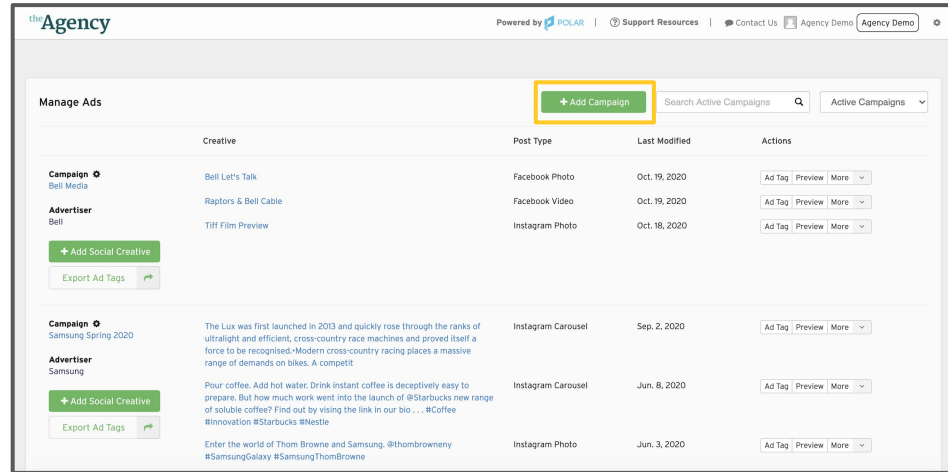 theAgency
Powered by POLAR | Support Resources | Contact Us Agency Demo Agency Demo
Manage Ads
+ Add Campaign
Search Active Campaigns
Active Campaigns
Creative Post Type Last Modified Actions
Campaign
Bell Media
Advertiser
Bell
+ Add Social Creative
Export Ad Tags
Bell Let's Talk Facebook Photo Oct. 19, 2020 Ad Tag Preview More
Raptors & Bell Cable Facebook Video Oct. 19, 2020 Ad Tag Preview More
Tiff Film Preview Instagram Photo Oct. 18, 2020 Ad Tag Preview More
Campaign
Samsung Spring 2020
Advertiser
Samsung
+ Add Social Creative
Export Ad Tags
The Lux was first launched in 2013 and quickly rose through the ranks of Instagram Carousel Sep. 2, 2020 Ad Tag Preview More
ultralight and efficient, cross-country race machines and proved itself a
force to be recognised.•Modern cross-country racing places a massive
range of demands on bikes. A competit
Pour coffee. Add hot water. Drink instant coffee is deceptively easy to Instagram Carousel Jun. 8, 2020 Ad Tag Preview More
prepare. But how much work went into the launch of @Starbucks new range
of soluble coffee? Find out by vising the link in our bio . . . #Coffee
#Innovation #Starbucks #Nestle
Enter the world of Thom Browne and Samsung. @thombrowneny Instagram Photo Jun. 3, 2020 Ad Tag Preview More
#SamsungGalaxy #SamsungThomBrowne